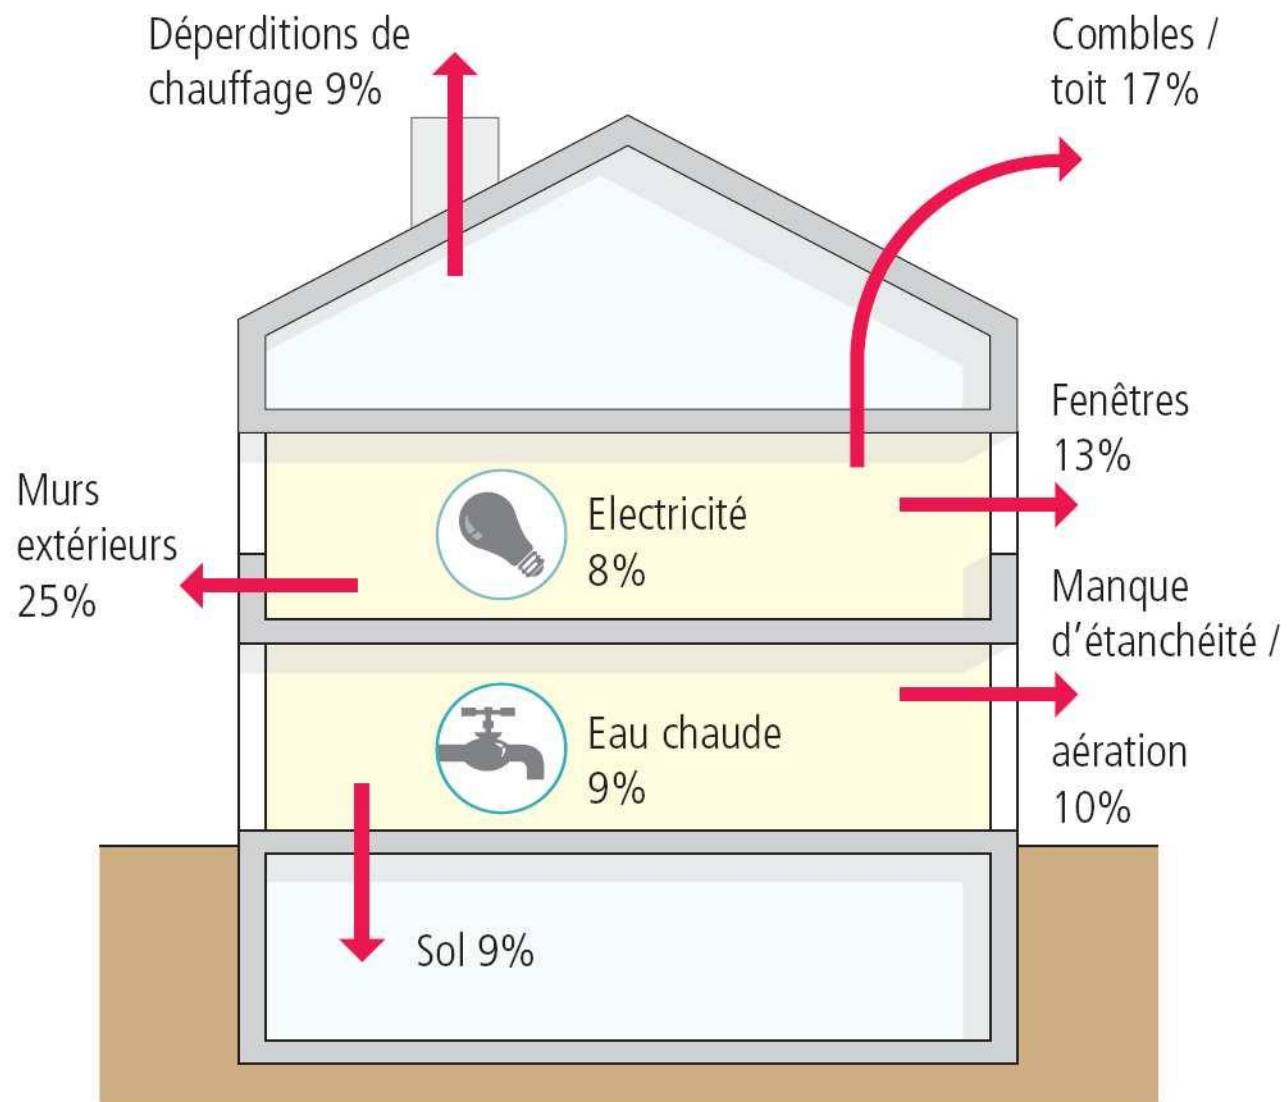 Déperditions de
chauffage 9%
Combles /
toit 17%
Fenêtres
13%
Murs
extérieurs
25%
Electricité
8%
Manque
d’étanchéité /
aération
10%
Eau chaude
9%
Sol 9%